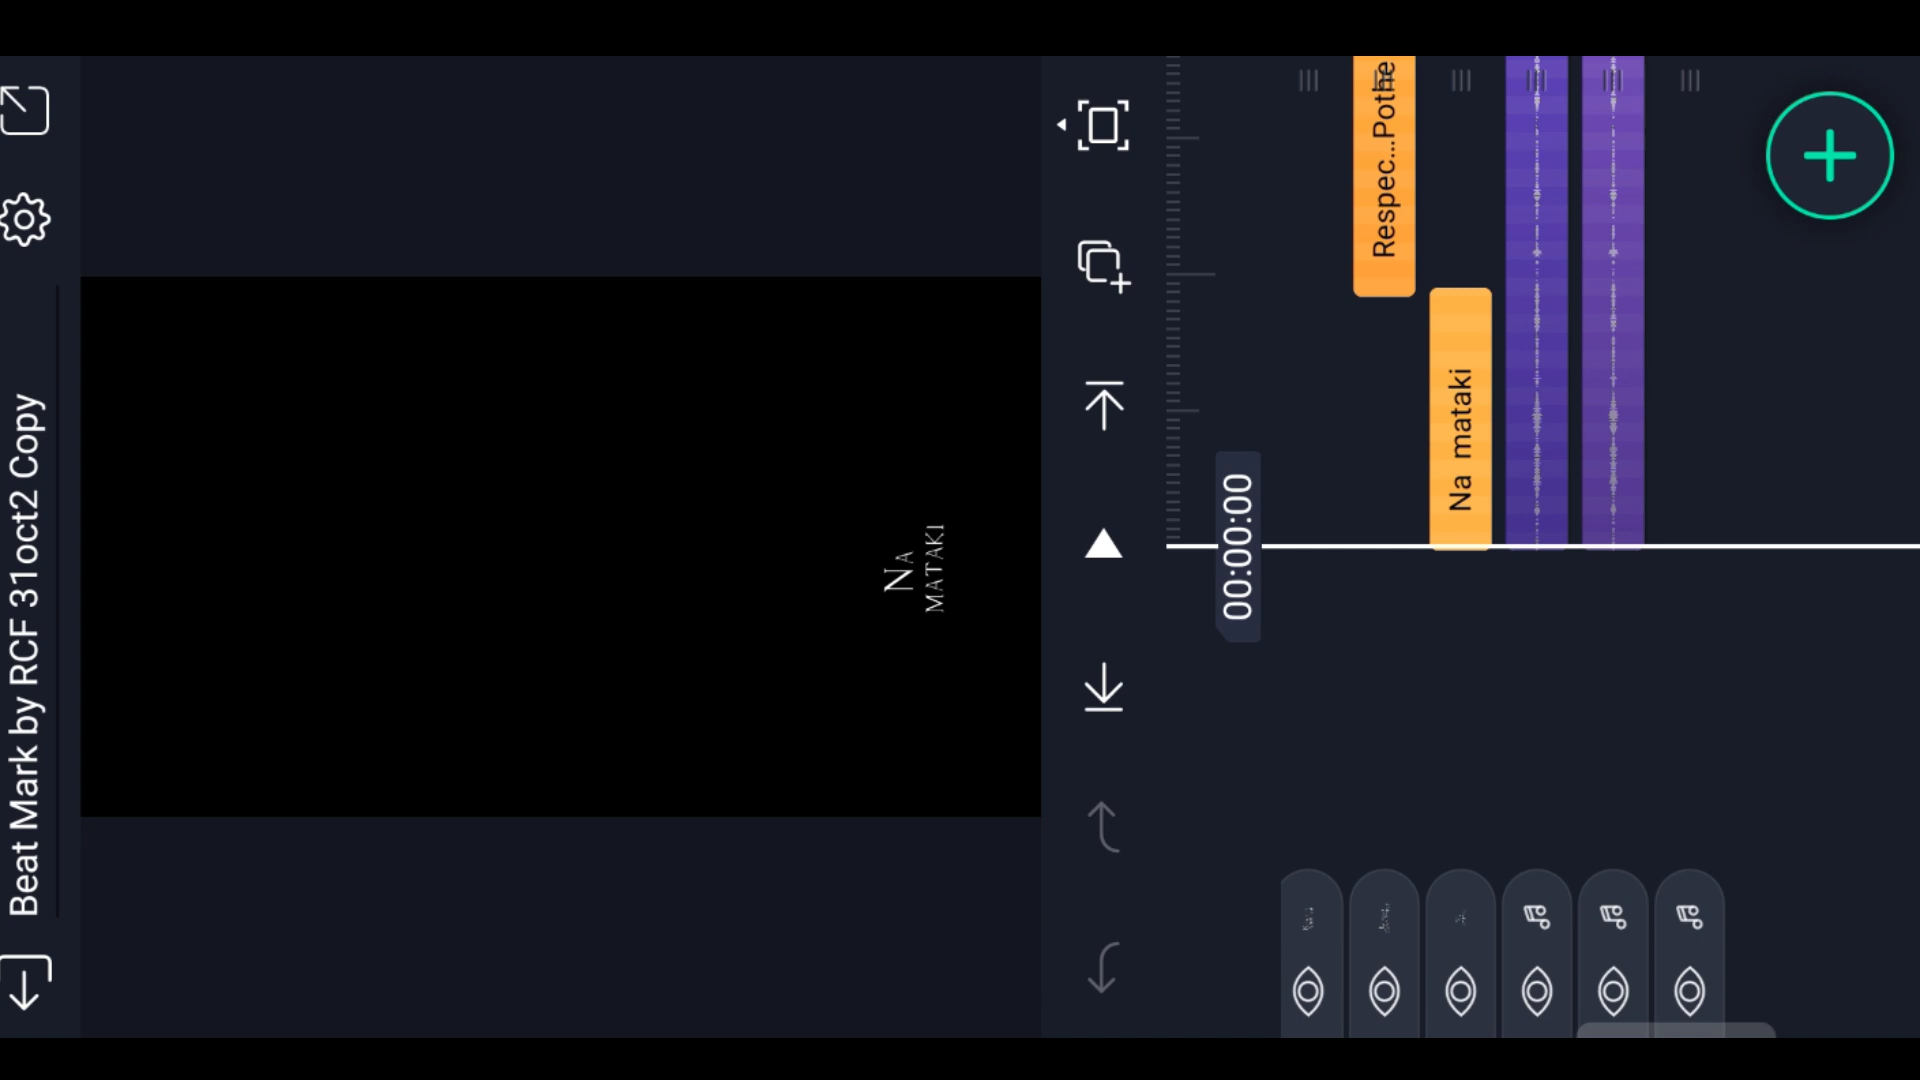 Beat Mark by RCF 31oct2 Copy
NA
MATAKI
00:00:00
Respec...Pothe
Na mataki